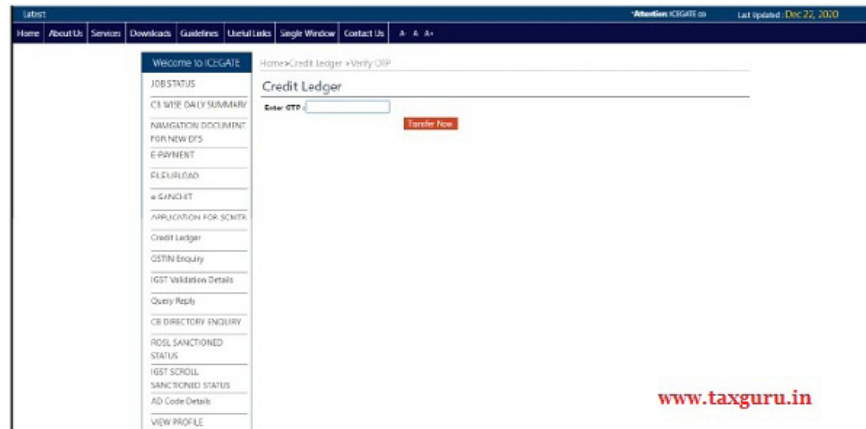 Latest
*Attention: ICEGATE co
Last Updated : Dec 22, 2020
Home About Us Services Downloads Guidelines Useful Links Single Window Contact Us A- A A+
Welcome to ICEGATE
Home>Credit Ledger >Verify OTP
JOB STATUS
Credit Ledger
CB WISE DAILY SUMMARY
Enter OTP :
Transfer Now
NAVIGATION DOCUMENT
FOR NEW DFS
E-PAYMENT
FILE UPLOAD
e-SANCHIT
APPLICATION FOR SCMTR
Credit Ledger
GSTIN Enquiry
IGST Validation Details
Query Reply
CB DIRECTORY ENQUIRY
ROSL SANCTIONED
STATUS
IGST SCROLL
SANCTIONED STATUS
AD Code Details
VIEW PROFILE
www.taxguru.in